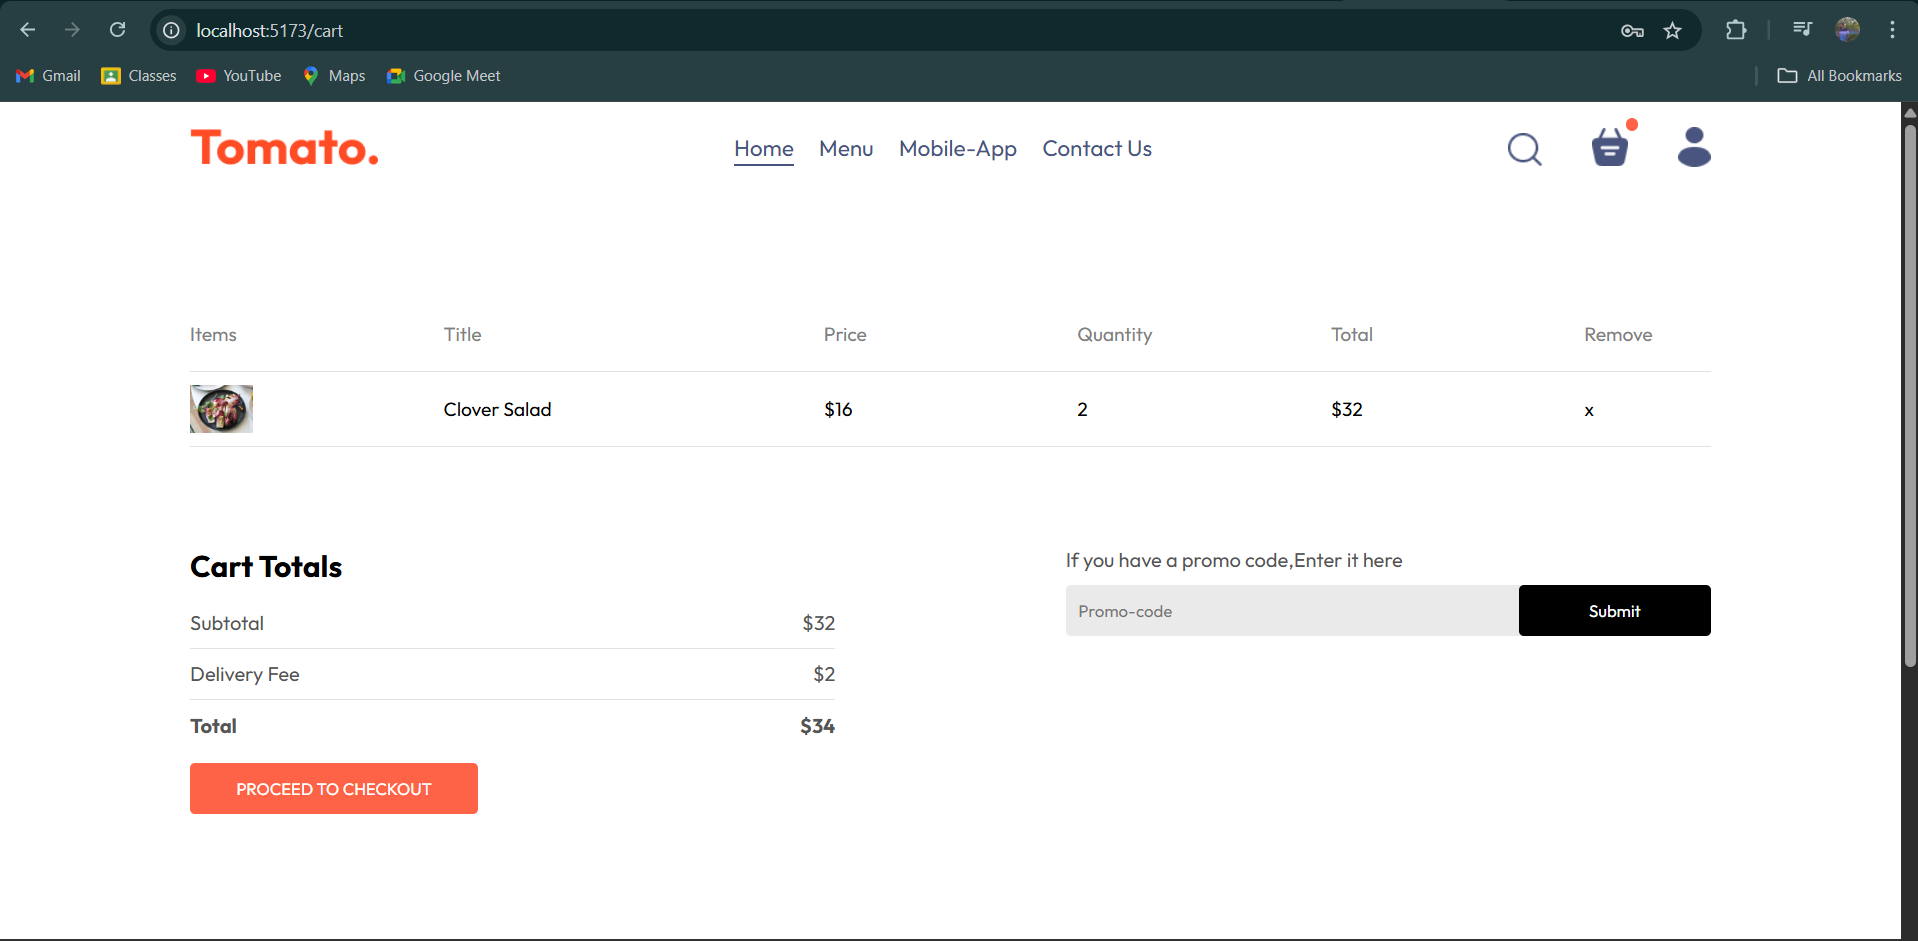 localhost:5173/cart
Gmail Classes YouTube Maps Google Meet All Bookmarks
Tomato. Home Menu Mobile-App Contact Us
Items Title Price Quantity Total Remove
Clover Salad $16 2 $32 x
Cart Totals
If you have a promo code,Enter it here
Promo-code Submit
Subtotal $32
Delivery Fee $2
Total $34
PROCEED TO CHECKOUT